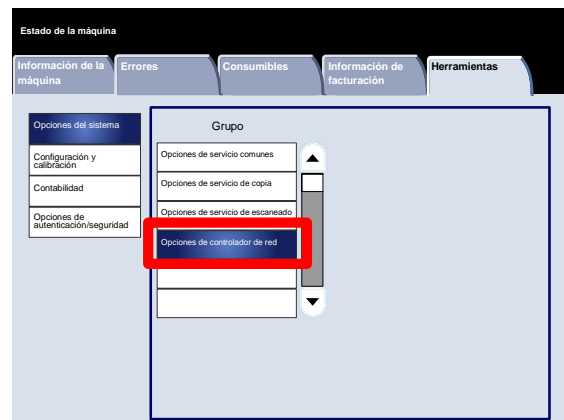 Estado de la máquina
Información de la máquina
Errores
Consumibles
Información de facturación
Herramientas
Opciones del sistema
Configuración y calibración
Contabilidad
Opciones de autenticación/seguridad
Grupo
Opciones de servicio comunes
Opciones de servicio de copia
Opciones de servicio de escaneado
Opciones de controlador de red